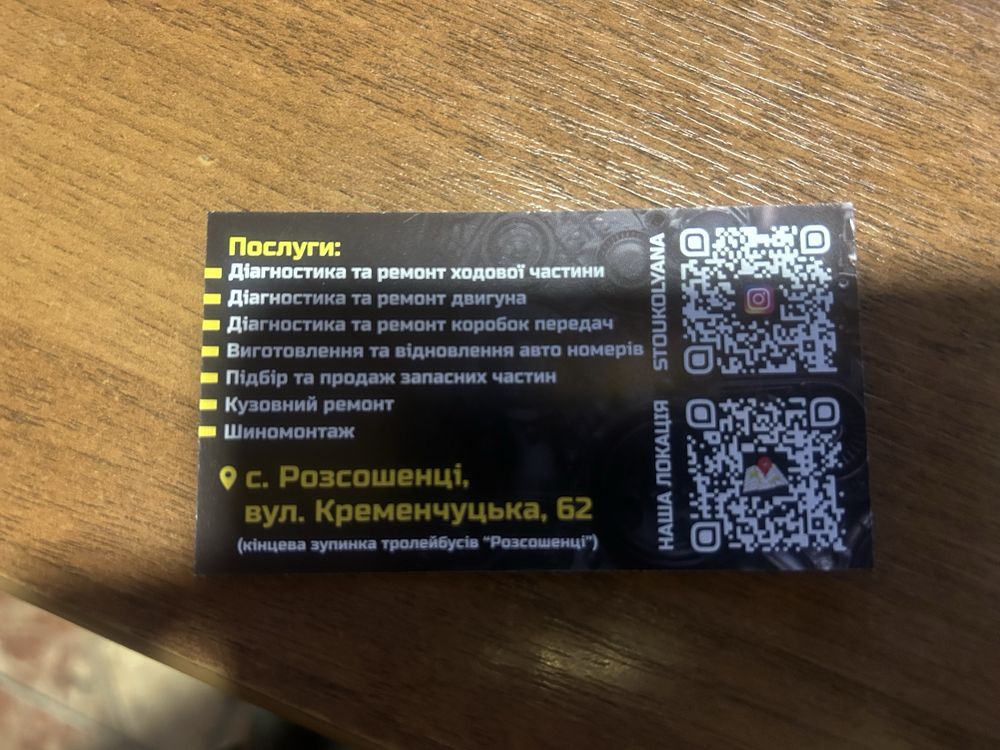 Послуги:
Діагностика та ремонт ходової частини
Діагностика та ремонт двигуна
Діагностика та ремонт коробок передач
Виготовлення та відновлення авто номерів
Підбір та продаж запасних частин
Кузовний ремонт
Шиномонтаж
с. Розсошенці,
вул. Кременчуцька, 62
(кінцева зупинка тролейбусів “Розсошенці”)
STOUKOLYANA
НАША ЛОКАЦІЯ